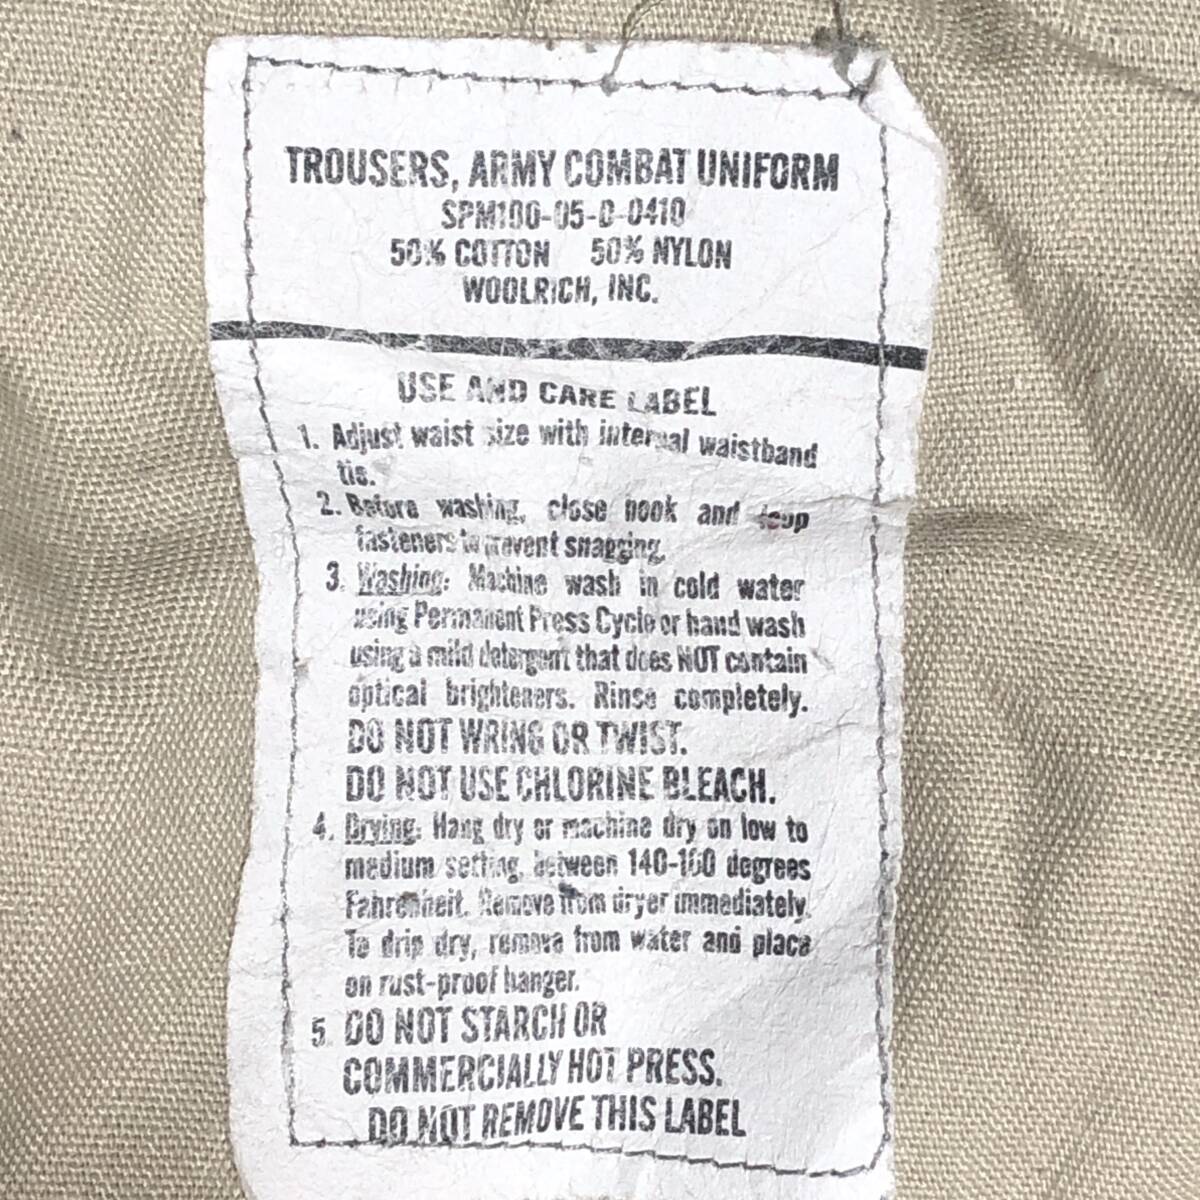 TROUSERS, ARMY COMBAT UNIFORM
SPM100-05-D-0410
50% COTTON 50% NYLON
WOOLRICH, INC.
USE AND CARE LABEL
1. Adjust waist size with internal waistband
tie.
2. Before washing, close hook and loop
fasteners to prevent snagging.
3. Washing: Machine wash in cold water
using Permanent Press Cycle or hand wash
using a mild detergent that does NOT contain
optical brighteners. Rinse completely.
DO NOT WRING OR TWIST.
DO NOT USE CHLORINE BLEACH.
4. Drying: Hang dry or machine dry on low to
medium setting, between degrees
Fahrenheit. Remove from dryer immediately.
To drip dry, remove from water and place
on rust-proof hanger.
5. DO NOT STARCH OR
COMMERCIALLY HOT PRESS.
DO NOT REMOVE THIS LABEL